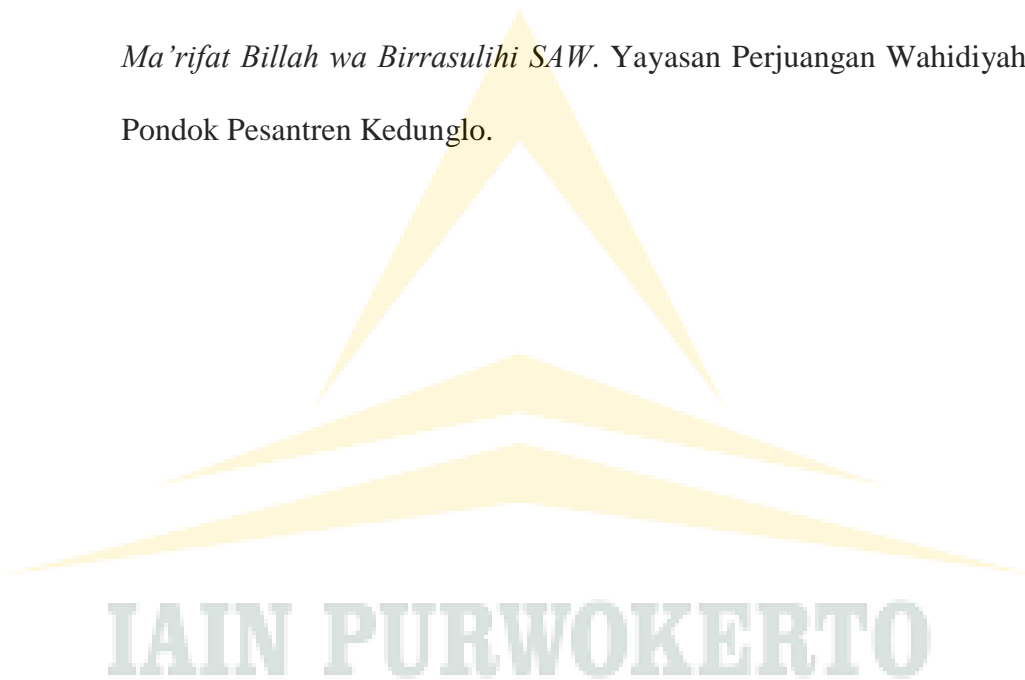 Ma’rifat Billah wa Birrasulihi SAW. Yayasan Perjuangan Wahidiyah
Pondok Pesantren Kedunglo.
IAIN PURWOKERTO